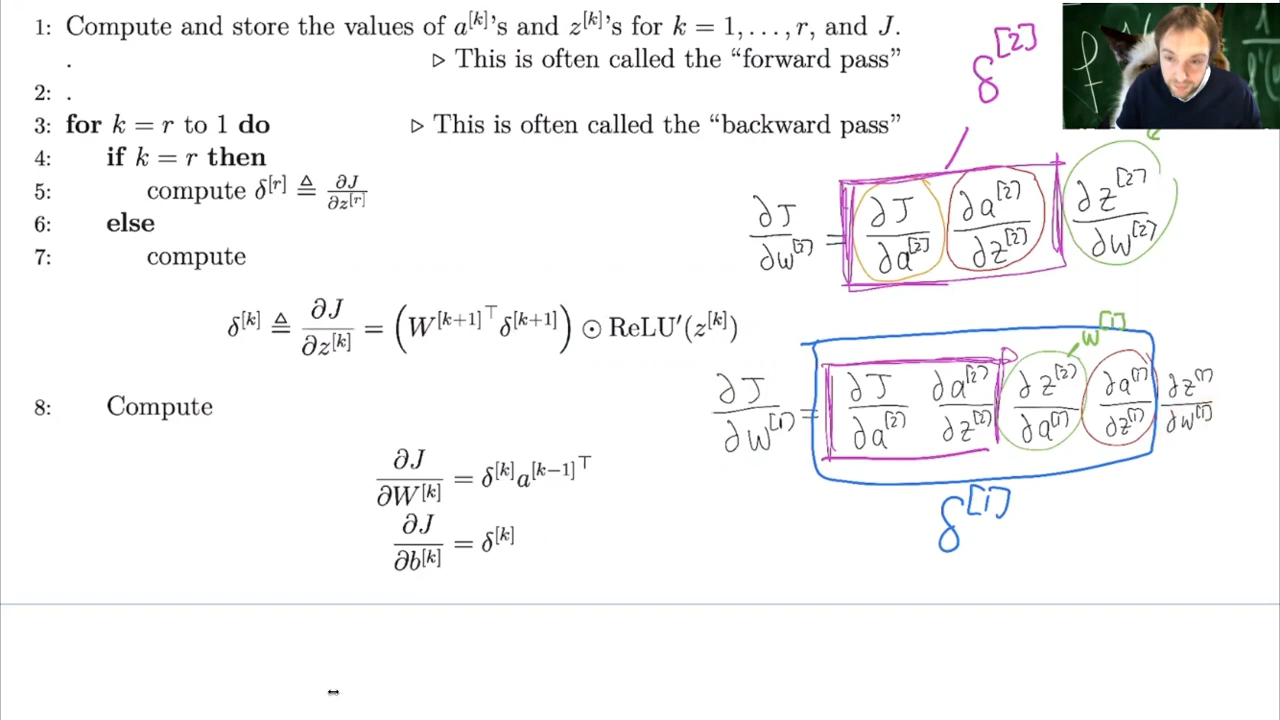 1: Compute and store the values of a^{[k]}'s and z^{[k]}'s for k = 1, . . . , r, and J.
. ▷ This is often called the “forward pass”
2: .
3: for k = r to 1 do ▷ This is often called the “backward pass”
4: if k = r then
5: compute δ^{[r]} ≜ ∂J/∂z^{[r]}
6: else
7: compute
δ^{[k]} ≜ ∂J/∂z^{[k]} = (W^{[k+1]⊤} δ^{[k+1]}) ⊙ ReLU′(z^{[k]})
8: Compute
∂J/∂W^{[k]} = δ^{[k]} a^{[k−1]⊤}
∂J/∂b^{[k]} = δ^{[k]}
δ^{[2]}
∂J/∂w^{[2]} = ∂J/∂a^{[2]} ∂a^{[2]}/∂z^{[2]} ∂z^{[2]}/∂w^{[2]}
w^{[1]}
∂J/∂w^{[1]} = ∂J/∂a^{[2]} ∂a^{[2]}/∂z^{[2]} ∂z^{[2]}/∂a^{[1]} ∂a^{[1]}/∂z^{[1]} ∂z^{[1]}/∂w^{[1]}
δ^{[1]}